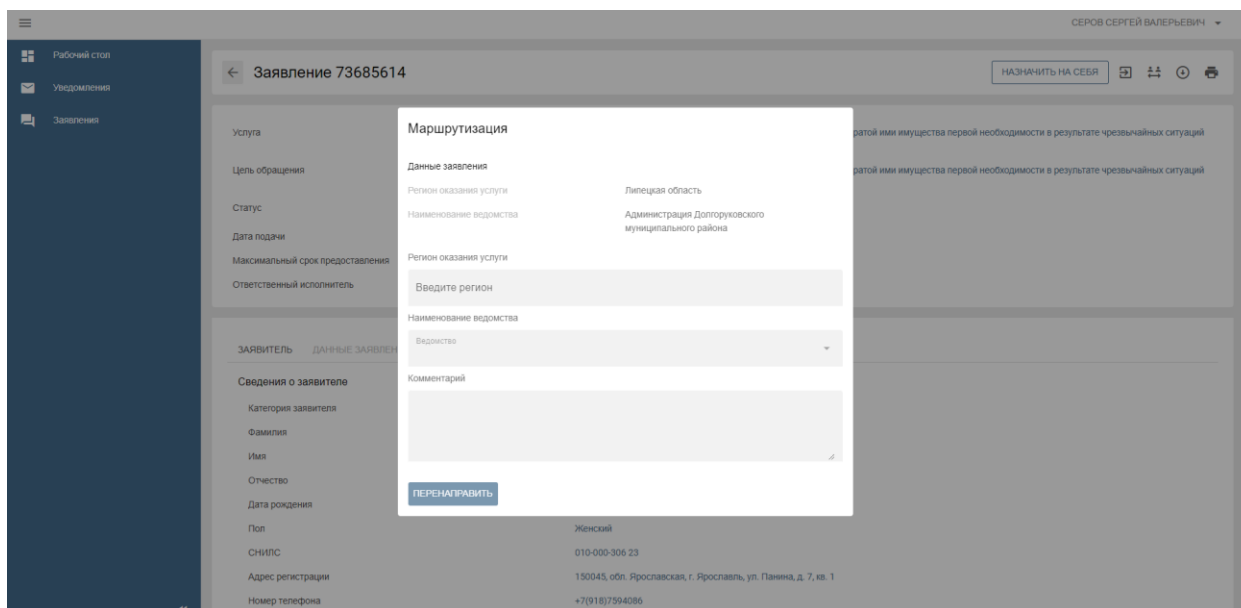 СЕРОВ СЕРГЕЙ ВАЛЕРЬЕВИЧ
Рабочий стол
Уведомления
Заявления
Заявление 73685614
НАЗНАЧИТЬ НА СЕБЯ
Услуга
ратой ими имущества первой необходимости в результате чрезвычайных ситуаций
Цель обращения
ратой ими имущества первой необходимости в результате чрезвычайных ситуаций
Статус
Дата подачи
Максимальный срок предоставления
Ответственный исполнитель
Маршрутизация
Данные заявления
Регион оказания услуги Липецкая область
Наименование ведомства Администрация Долгоруковского
муниципального района
Регион оказания услуги
Введите регион
Наименование ведомства
Ведомство
Комментарий
ПЕРЕНАПРАВИТЬ
ЗАЯВИТЕЛЬ ДАННЫЕ ЗАЯВЛЕН
Сведения о заявителе
Категория заявителя
Фамилия
Имя
Отчество
Дата рождения
Пол Женский
СНИЛС 010-000-306 23
Адрес регистрации 150045, обл. Ярославская, г. Ярославль, ул. Панина, д. 7, кв. 1
Номер телефона +7(918)7594086